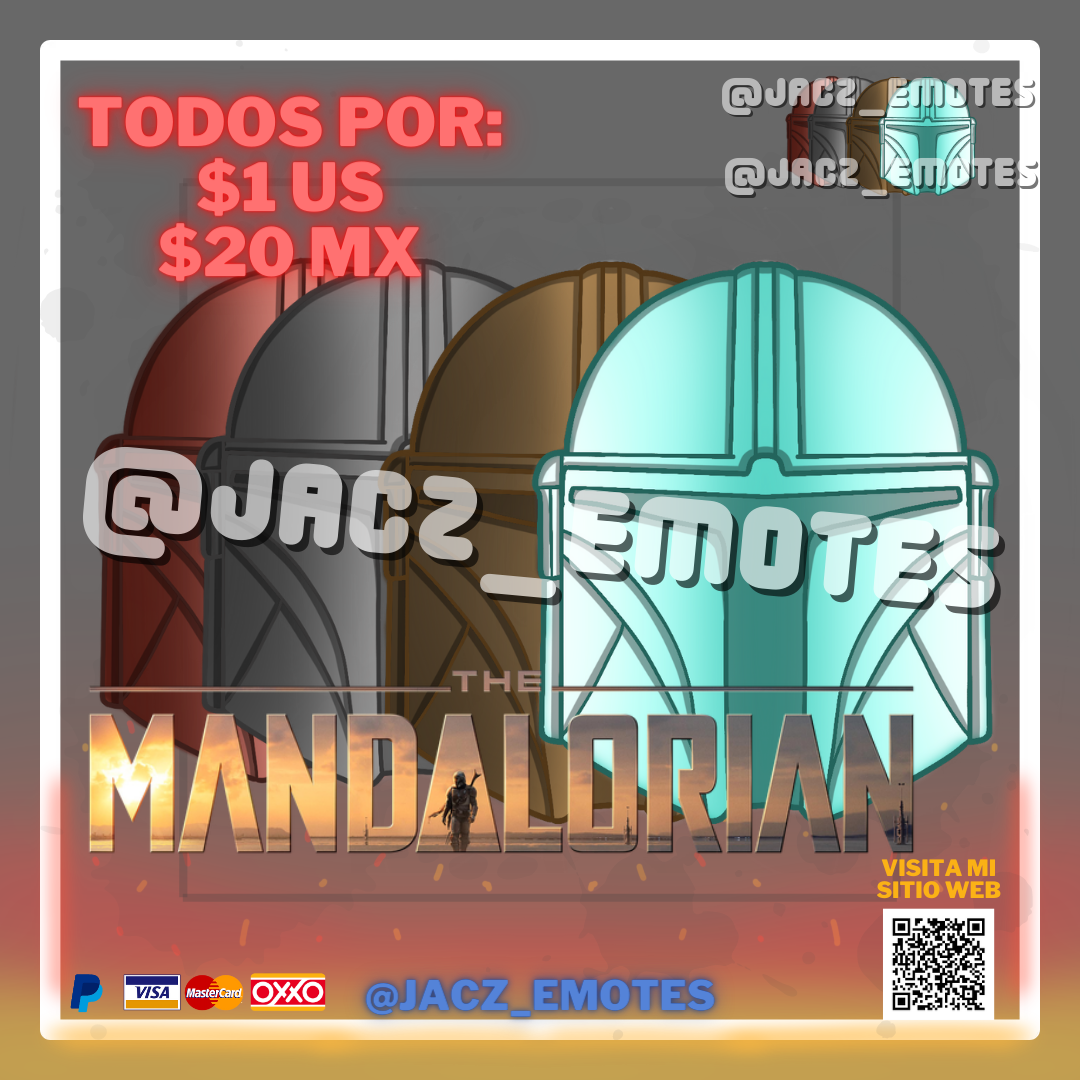 TODOS POR:
$1 US
$20 MX
@JACZ_EMOTES
@JACZ_EMOTES
@JACZ_EMOTES
THE
MANDALORIAN
VISITA MI
SITIO WEB
VISA
MasterCard
OXXO
@JACZ_EMOTES